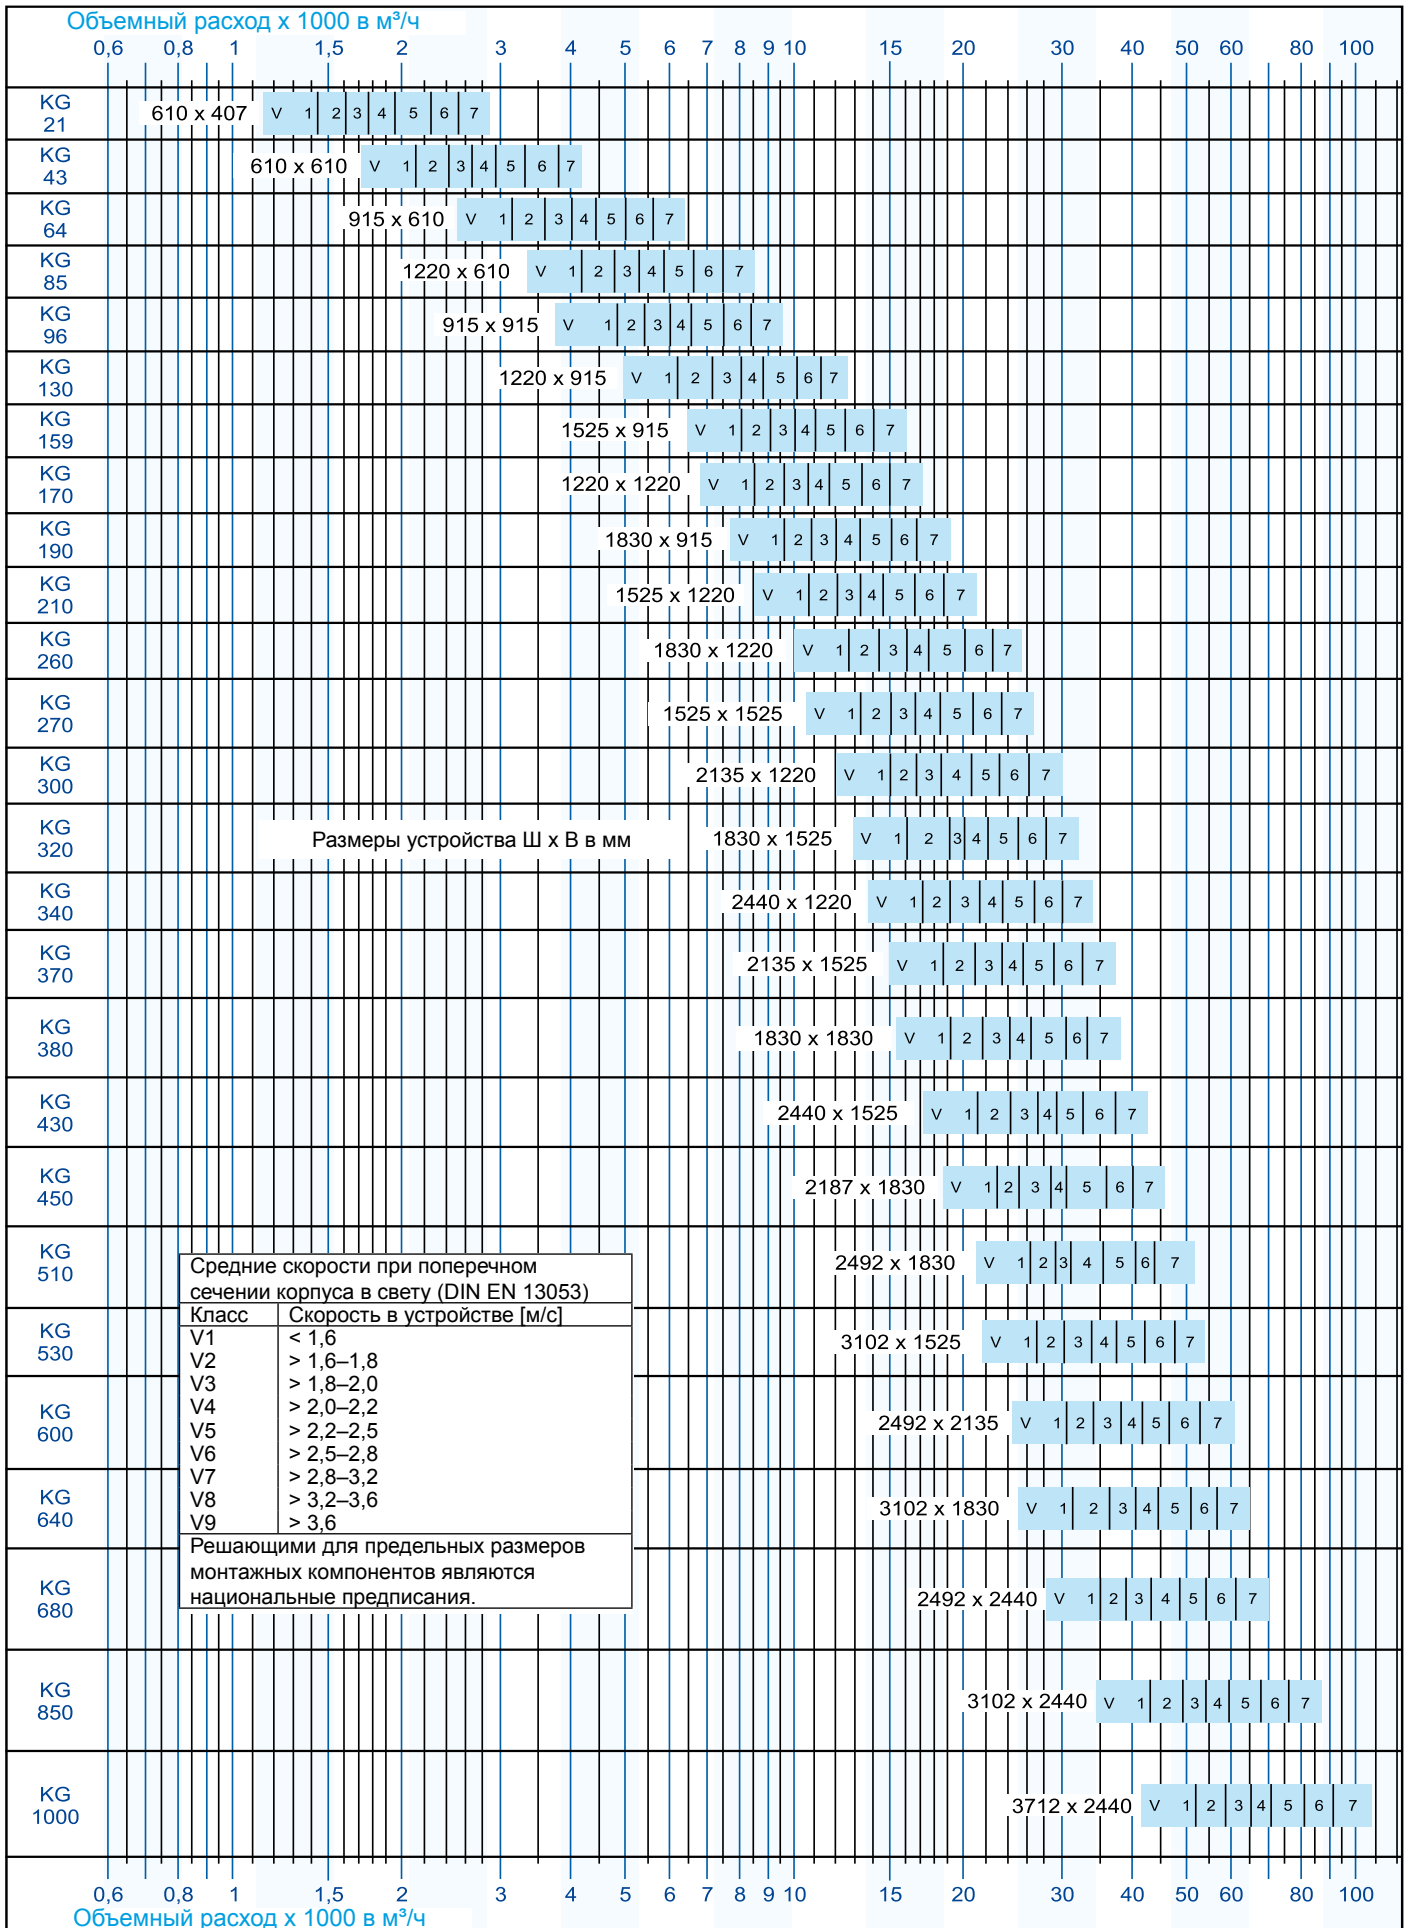 Объемный расход x 1000 в м³/ч
0,6 0,8 1 1,5 2 3 4 5 6 7 8 9 10 15 20 30 40 50 60 80 100
KG
21
610 x 407 V 1 2 3 4 5 6 7
KG
43
610 x 610 V 1 2 3 4 5 6 7
KG
64
915 x 610 V 1 2 3 4 5 6 7
KG
85
1220 x 610 V 1 2 3 4 5 6 7
KG
96
915 x 915 V 1 2 3 4 5 6 7
KG
130
1220 x 915 V 1 2 3 4 5 6 7
KG
159
1525 x 915 V 1 2 3 4 5 6 7
KG
170
1220 x 1220 V 1 2 3 4 5 6 7
KG
190
1830 x 915 V 1 2 3 4 5 6 7
KG
210
1525 x 1220 V 1 2 3 4 5 6 7
KG
260
1830 x 1220 V 1 2 3 4 5 6 7
KG
270
1525 x 1525 V 1 2 3 4 5 6 7
KG
300
2135 x 1220 V 1 2 3 4 5 6 7
KG
320
Размеры устройства Ш x В в мм
1830 x 1525 V 1 2 3 4 5 6 7
KG
340
2440 x 1220 V 1 2 3 4 5 6 7
KG
370
2135 x 1525 V 1 2 3 4 5 6 7
KG
380
1830 x 1830 V 1 2 3 4 5 6 7
KG
430
2440 x 1525 V 1 2 3 4 5 6 7
KG
450
2187 x 1830 V 1 2 3 4 5 6 7
KG
510
2492 x 1830 V 1 2 3 4 5 6 7
KG
530
3102 x 1525 V 1 2 3 4 5 6 7
KG
600
2492 x 2135 V 1 2 3 4 5 6 7
KG
640
3102 x 1830 V 1 2 3 4 5 6 7
KG
680
2492 x 2440 V 1 2 3 4 5 6 7
KG
850
3102 x 2440 V 1 2 3 4 5 6 7
KG
1000
3712 x 2440 V 1 2 3 4 5 6 7
Средние скорости при поперечном
сечении корпуса в свету (DIN EN 13053)
Класс Скорость в устройстве [м/с]
V1 < 1,6
V2 > 1,6–1,8
V3 > 1,8–2,0
V4 > 2,0–2,2
V5 > 2,2–2,5
V6 > 2,5–2,8
V7 > 2,8–3,2
V8 > 3,2–3,6
V9 > 3,6
Решающими для предельных размеров
монтажных компонентов являются
национальные предписания.
0,6 0,8 1 1,5 2 3 4 5 6 7 8 9 10 15 20 30 40 50 60 80 100
Объемный расход x 1000 в м³/ч